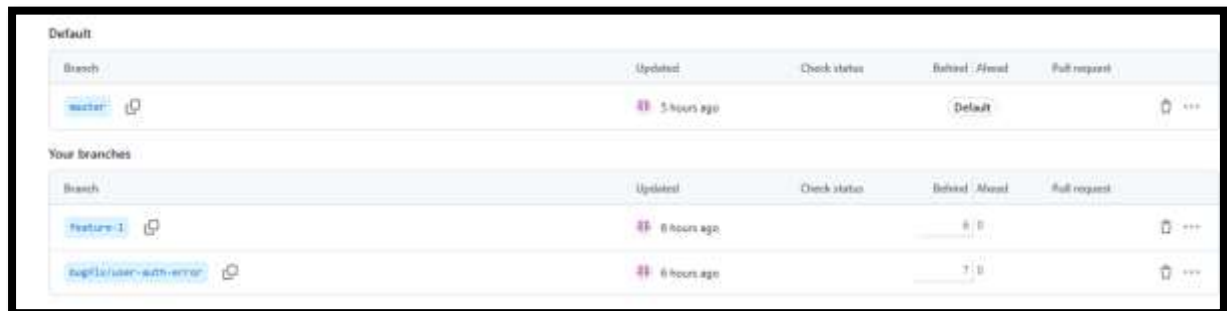 Default
Branch Updated Check status Behind Ahead Pull request
master 5 hours ago Default
Your branches
Branch Updated Check status Behind Ahead Pull request
feature-1 6 hours ago 6 0
bugfix/user-auth-error 6 hours ago 7 0